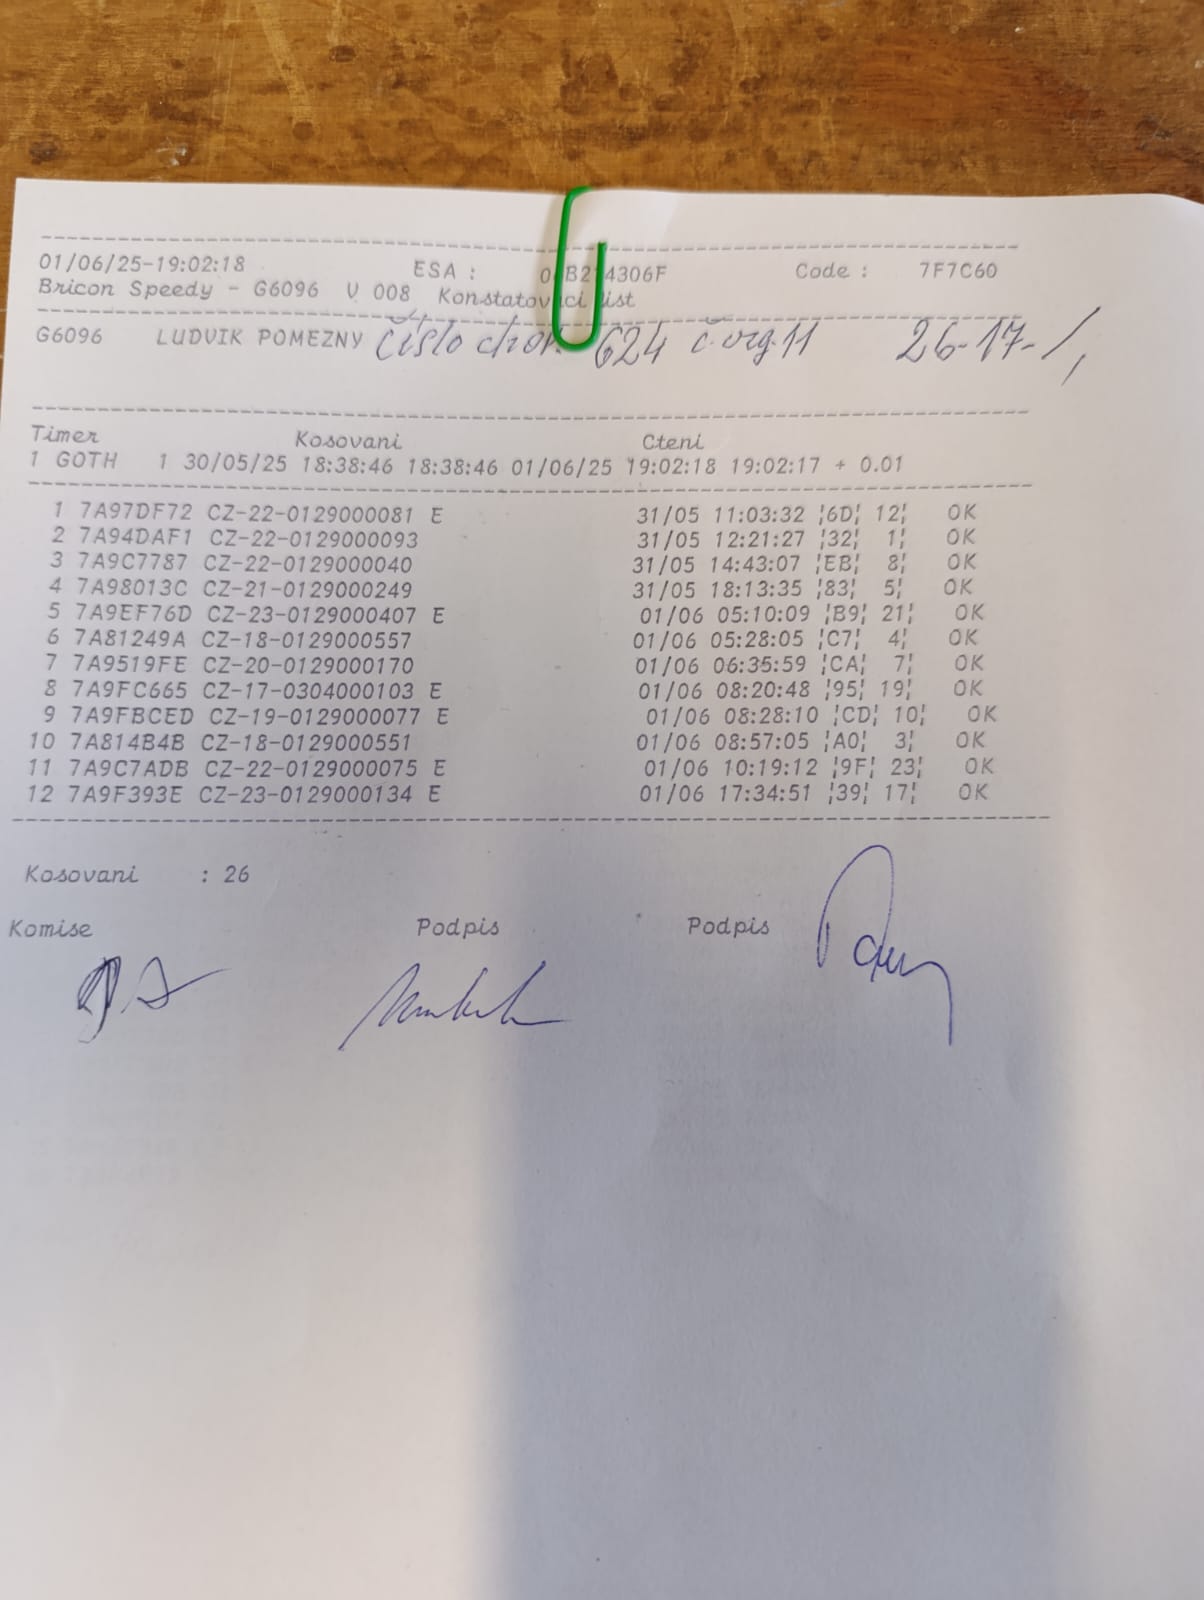 01/06/25-19:02:18 ESA : 0 B2 4306F Code : 7F7C60
Bricon Speedy - G6096 V 008 Konstatovaci list
G6096 LUDVIK POMEZNY číslo chov. 624 č. vrg. 11 26-17-/,
Timer Kosovani Cteni
1 GOTH 1 30/05/25 18:38:46 18:38:46 01/06/25 19:02:18 19:02:17 + 0.01
1 7A97DF72 CZ-22-0129000081 E 31/05 11:03:32 ¦6D¦ 12¦ OK
2 7A94DAF1 CZ-22-0129000093 31/05 12:21:27 ¦32¦ 1¦ OK
3 7A9C7787 CZ-22-0129000040 31/05 14:43:07 ¦EB¦ 8¦ OK
4 7A98013C CZ-21-0129000249 31/05 18:13:35 ¦83¦ 5¦ OK
5 7A9EF76D CZ-23-0129000407 E 01/06 05:10:09 ¦B9¦ 21¦ OK
6 7A81249A CZ-18-0129000557 01/06 05:28:05 ¦C7¦ 4¦ OK
7 7A9519FE CZ-20-0129000170 01/06 06:35:59 ¦CA¦ 7¦ OK
8 7A9FC665 CZ-17-0304000103 E 01/06 08:20:48 ¦95¦ 19¦ OK
9 7A9FBCED CZ-19-0129000077 E 01/06 08:28:10 ¦CD¦ 10¦ OK
10 7A814B4B CZ-18-0129000551 01/06 08:57:05 ¦A0¦ 3¦ OK
11 7A9C7ADB CZ-22-0129000075 E 01/06 10:19:12 ¦9F¦ 23¦ OK
12 7A9F393E CZ-23-0129000134 E 01/06 17:34:51 ¦39¦ 17¦ OK
Kosovani : 26
Komise Podpis Podpis